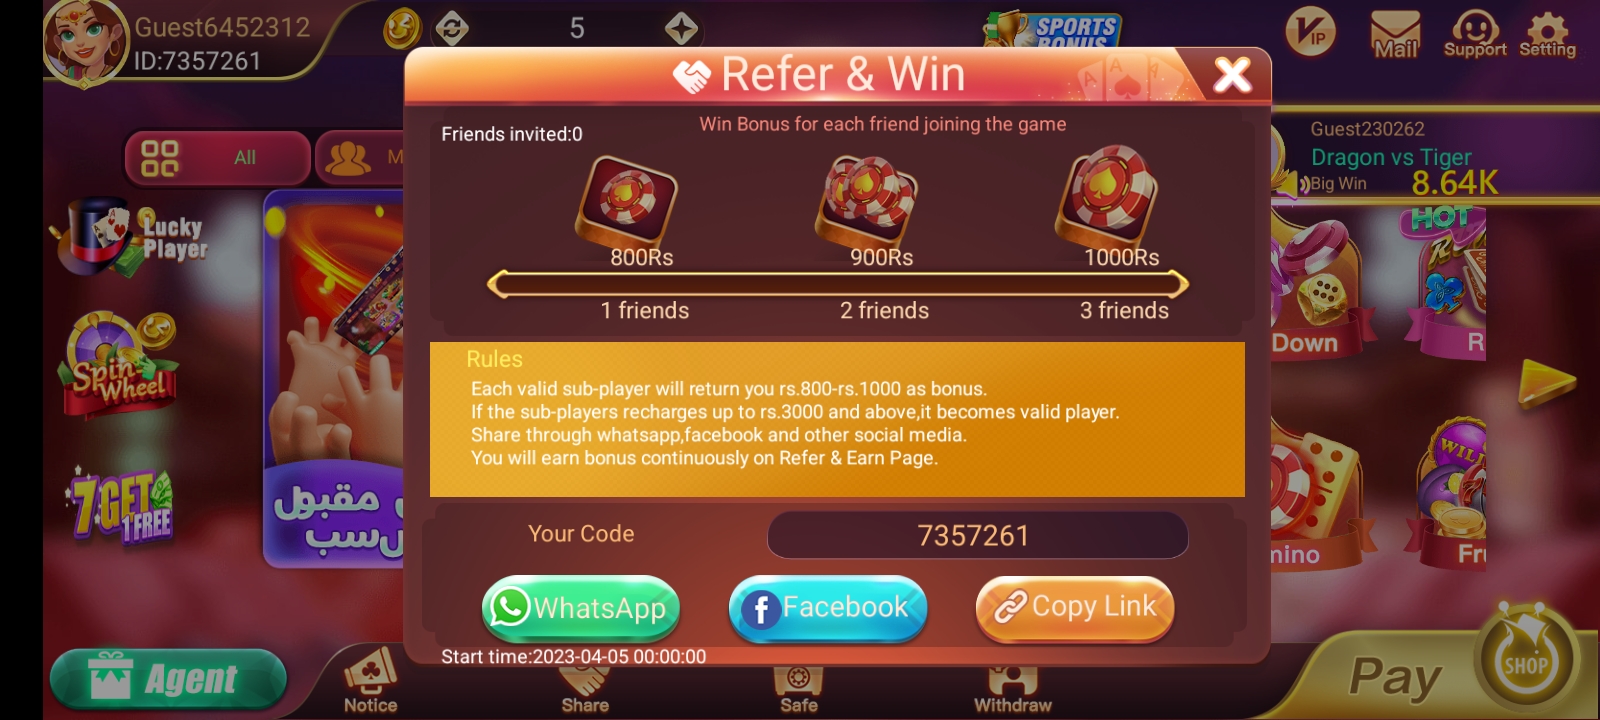 Guest6452312
ID:7357261
5
SPORTS
BONUS
VIP
Mail
Support
Setting
Refer & Win
Friends invited:0
Win Bonus for each friend joining the game
800Rs
900Rs
1000Rs
1 friends
2 friends
3 friends
Rules
Each valid sub-player will return you rs.800-rs.1000 as bonus.
If the sub-players recharges up to rs.3000 and above,it becomes valid player.
Share through whatsapp,facebook and other social media.
You will earn bonus continuously on Refer & Earn Page.
Your Code
7357261
WhatsApp
Facebook
Copy Link
Start time:2023-04-05 00:00:00
All
M
Lucky
Player
Spin
Wheel
7 GET
1 FREE
مقبول
Guest230262
Dragon vs Tiger
Big Win
8.64K
HOT
Down
R
WILD
mino
Fru
Agent
Notice
Share
Safe
Withdraw
Pay
SHOP